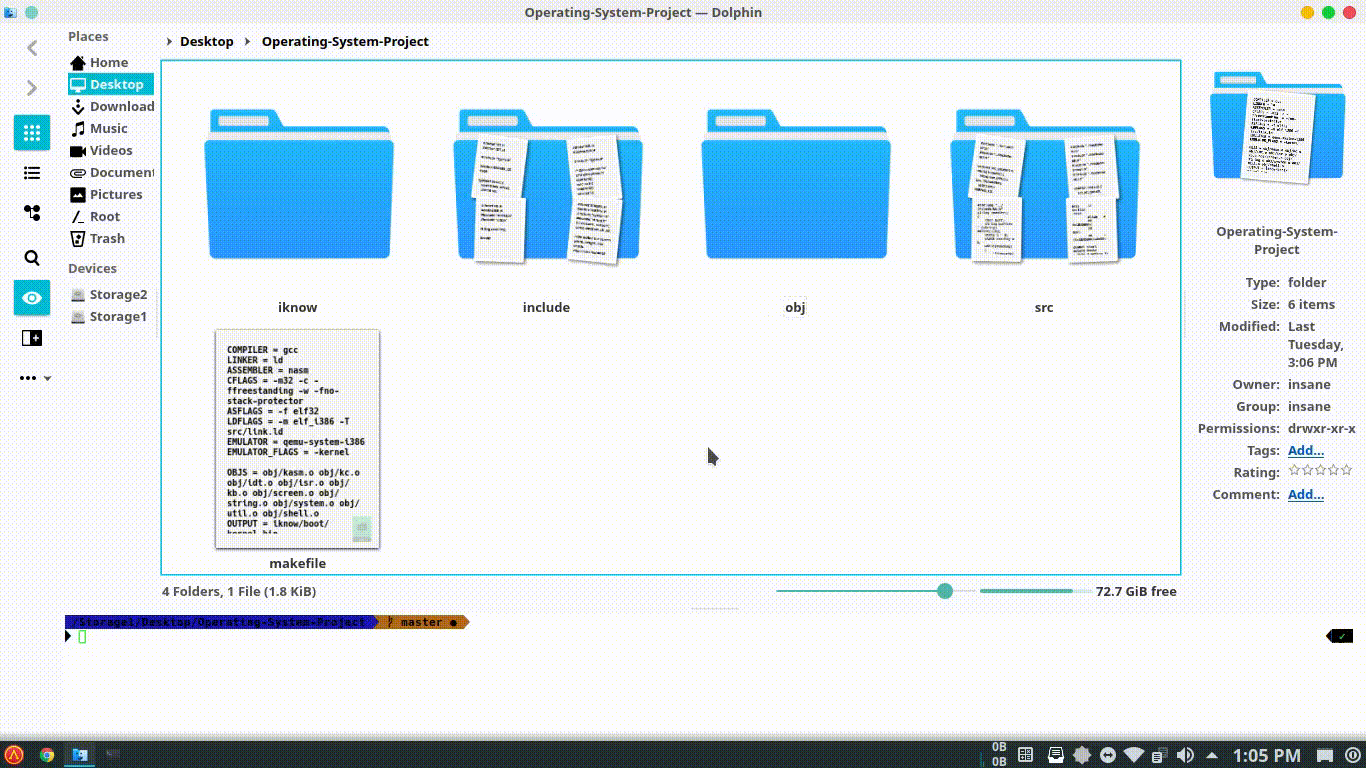 Operating-System-Project — Dolphin
Places
Home
Desktop
Download
Music
Videos
Document
Pictures
Root
Trash
Devices
Storage2
Storage1
Desktop Operating-System-Project
iknow
include
obj
src
COMPILER = gcc
LINKER = ld
ASSEMBLER = nasm
CFLAGS = -m32 -c -
ffreestanding -w -fno-
stack-protector
ASFLAGS = -f elf32
LDFLAGS = -m elf_i386 -T
src/link.ld
EMULATOR = qemu-system-i386
EMULATOR_FLAGS = -kernel
OBJS = obj/kasm.o obj/kc.o
obj/idt.o obj/isr.o obj/
kb.o obj/screen.o obj/
string.o obj/system.o obj/
util.o obj/shell.o
OUTPUT = iknow/boot/
kernel.bin
makefile
4 Folders, 1 File (1.8 KiB)
72.7 GiB free
Operating-System-
Project
Type: folder
Size: 6 items
Modified: Last
Tuesday,
3:06 PM
Owner: insane
Group: insane
Permissions: drwxr-xr-x
Tags: Add...
Rating:
Comment: Add...
/Storage1/Desktop/Operating-System-Project master ●
0B
0B
1:05 PM